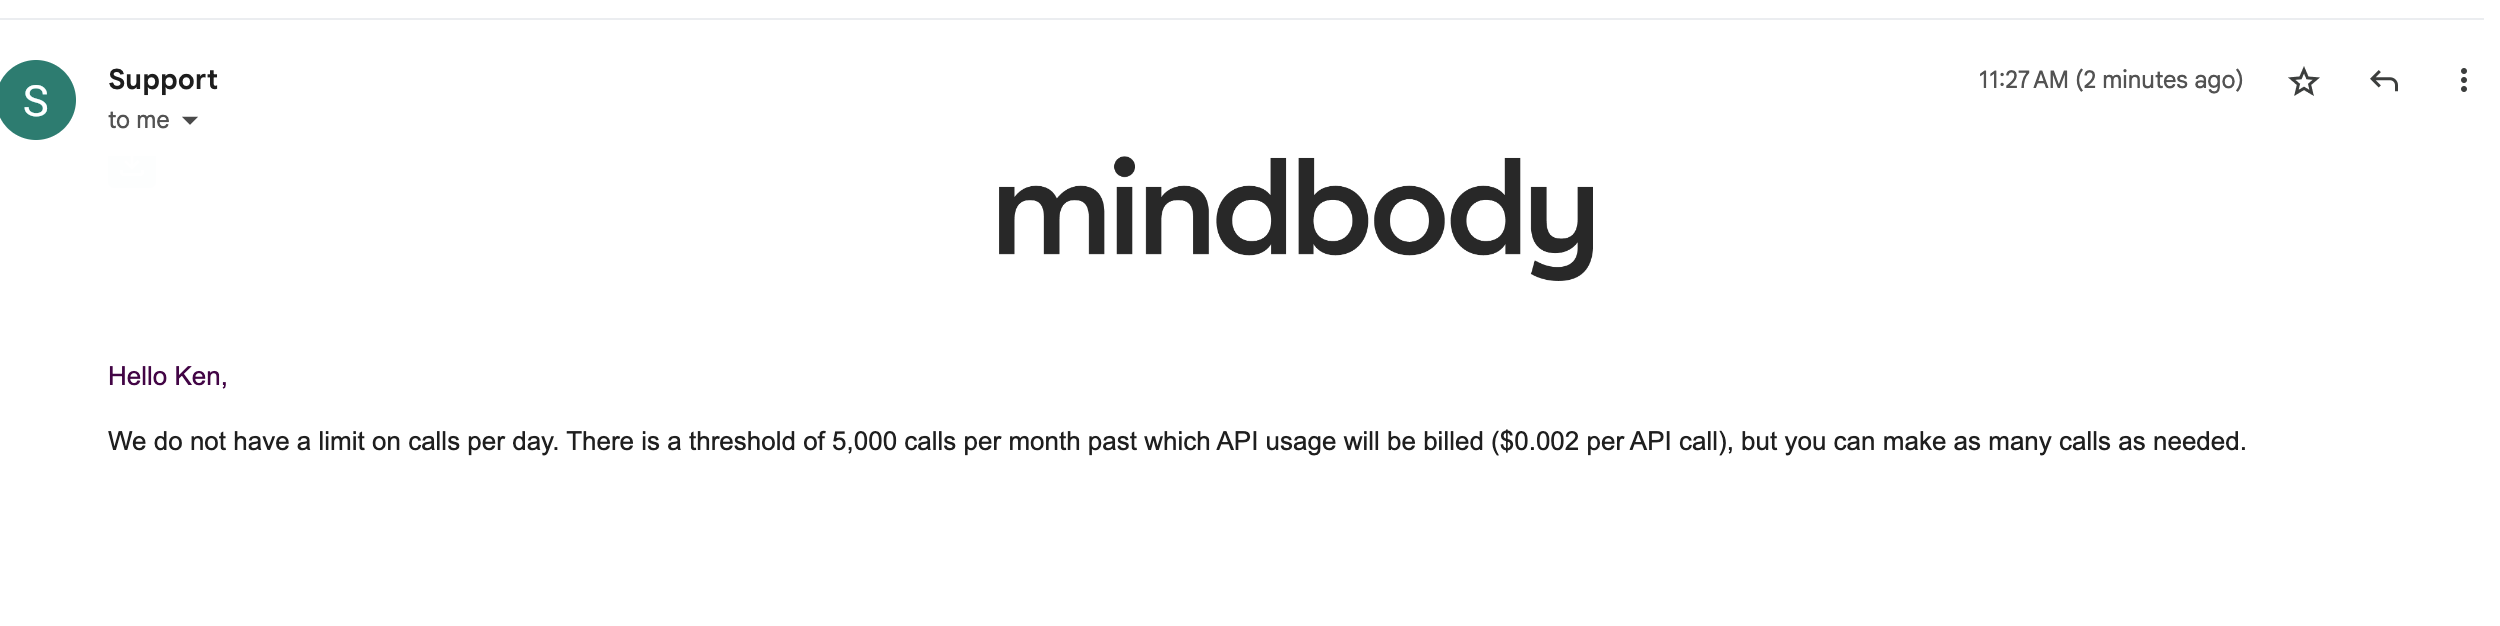 S
Support
11:27 AM (2 minutes ago)
to me
mindbody
Hello Ken,
We do not have a limit on calls per day. There is a threshold of 5,000 calls per month past which API usage will be billed ($0.002 per API call), but you can make as many calls as needed.